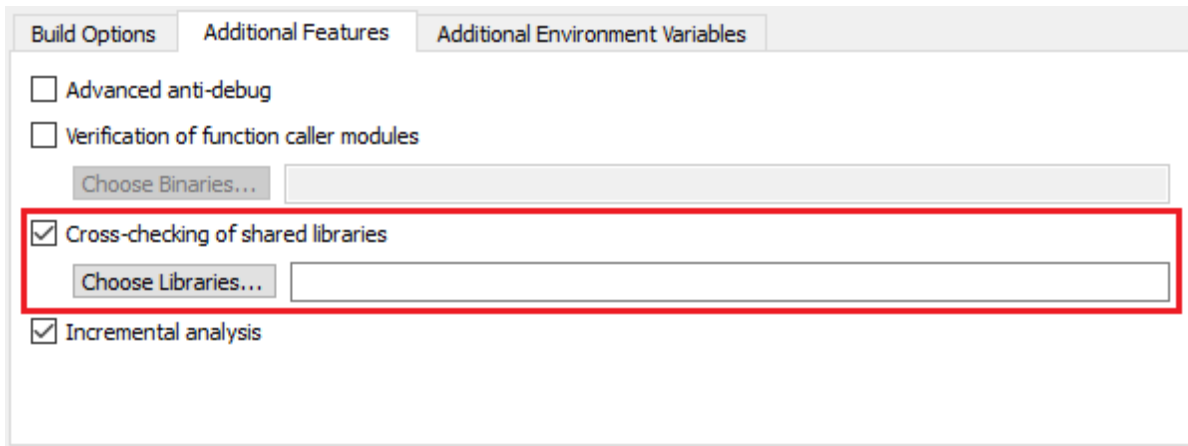 Build Options Additional Features Additional Environment Variables
Advanced anti-debug
Verification of function caller modules
Choose Binaries...
Cross-checking of shared libraries
Choose Libraries...
Incremental analysis